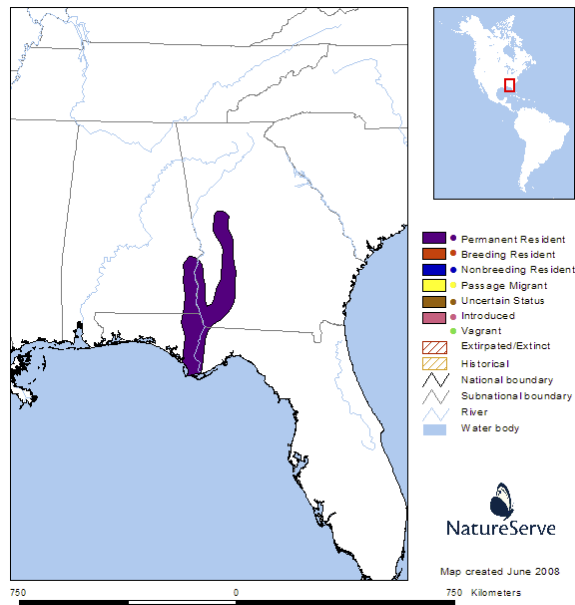 Permanent Resident
Breeding Resident
Nonbreeding Resident
Passage Migrant
Uncertain Status
Introduced
Vagrant
Extirpated/Extinct
Historical
National boundary
Subnational boundary
River
Water body
NatureServe
Map created June 2008
750 0 750 Kilometers